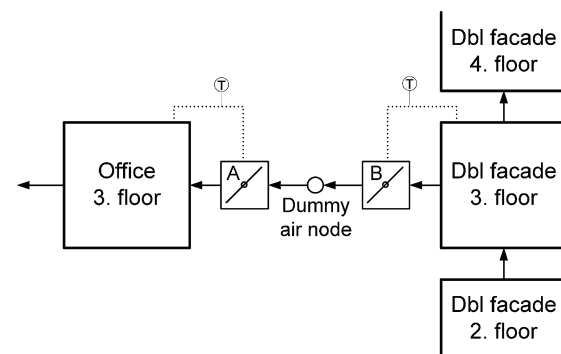 Dbl facade
4. floor
T
T
Office
3. floor
A
B
Dbl facade
3. floor
Dummy
air node
Dbl facade
2. floor